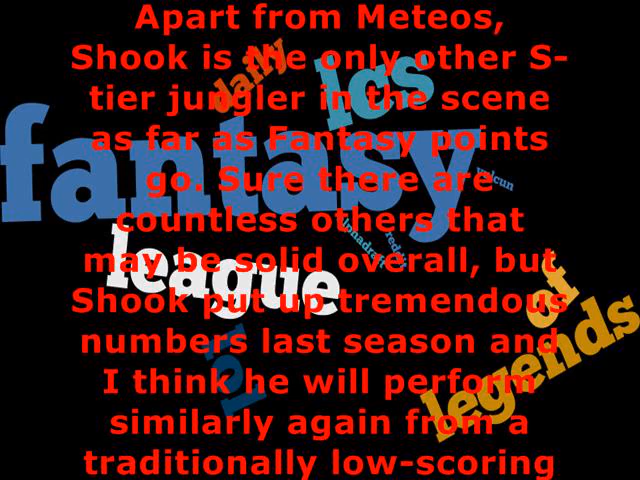 Apart from Meteos,
Shook is the only other S-
tier jungler in the scene
as far as Fantasy points
go. Sure there are
countless others that
may be solid overall, but
Shook put up tremendous
numbers last season and
I think he will perform
similarly again from a
traditionally low-scoring
daily
lcs
fantasy
vulcun
league
lol
of
legends